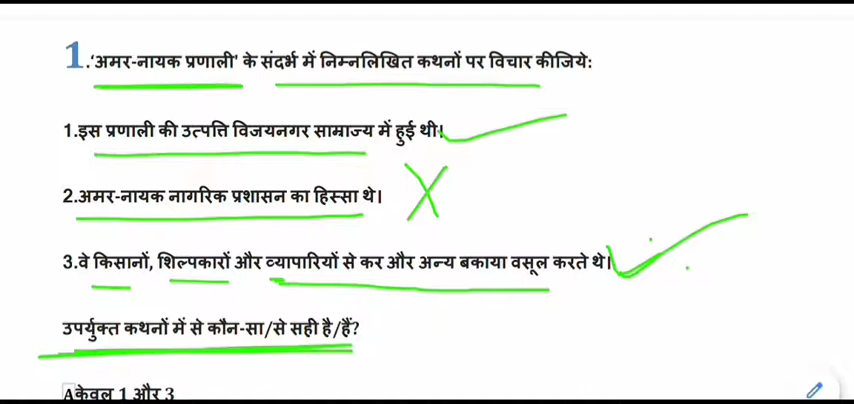 1.'अमर-नायक प्रणाली' के संदर्भ में निम्नलिखित कथनों पर विचार कीजिये:
1.इस प्रणाली की उत्पत्ति विजयनगर साम्राज्य में हुई थी।
2.अमर-नायक नागरिक प्रशासन का हिस्सा थे।
3.वे किसानों, शिल्पकारों और व्यापारियों से कर और अन्य बकाया वसूल करते थे।
उपर्युक्त कथनों में से कौन-सा/से सही है/हैं?
Aकेवल 1 और 3